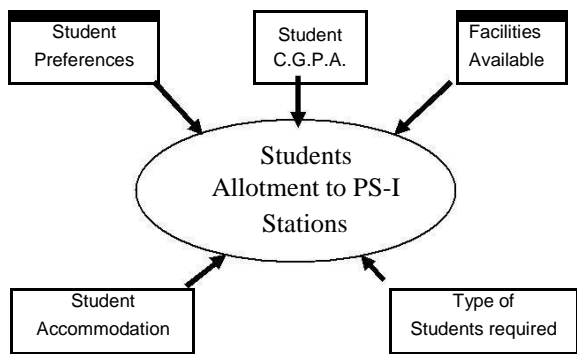 Student
Preferences
Student
C.G.P.A.
Facilities
Available
Students
Allotment to PS-I
Stations
Student
Accommodation
Type of
Students required